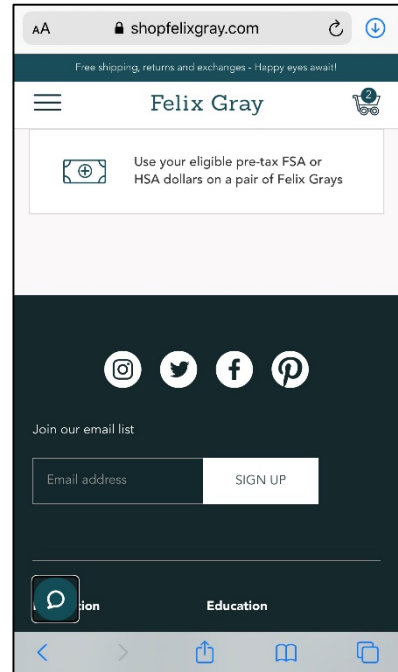 AA shopfelixgray.com
Free shipping, returns and exchanges - Happy eyes await!
Felix Gray 2
Use your eligible pre-tax FSA or
HSA dollars on a pair of Felix Grays
Join our email list
Email address SIGN UP
Education